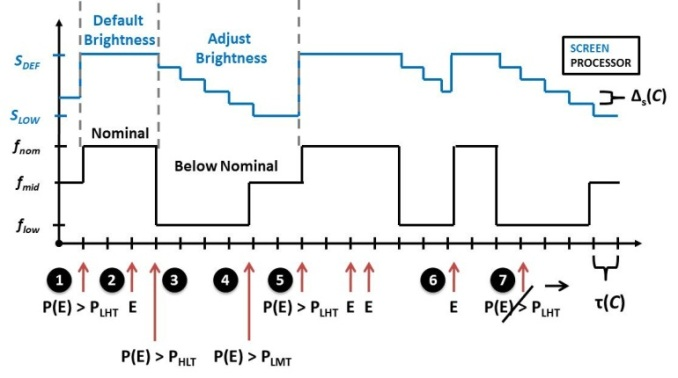 Default
Brightness
Adjust
Brightness
SCREEN
PROCESSOR
S_DEF
Δ_s(C)
S_LOW
Nominal
f_nom
Below Nominal
f_mid
f_low
1 2 3 4 5 6 7
P(E) > P_LHT E P(E) > P_LHT E E E P(E) > P_LHT τ(C)
P(E) > P_HLT P(E) > P_LMT